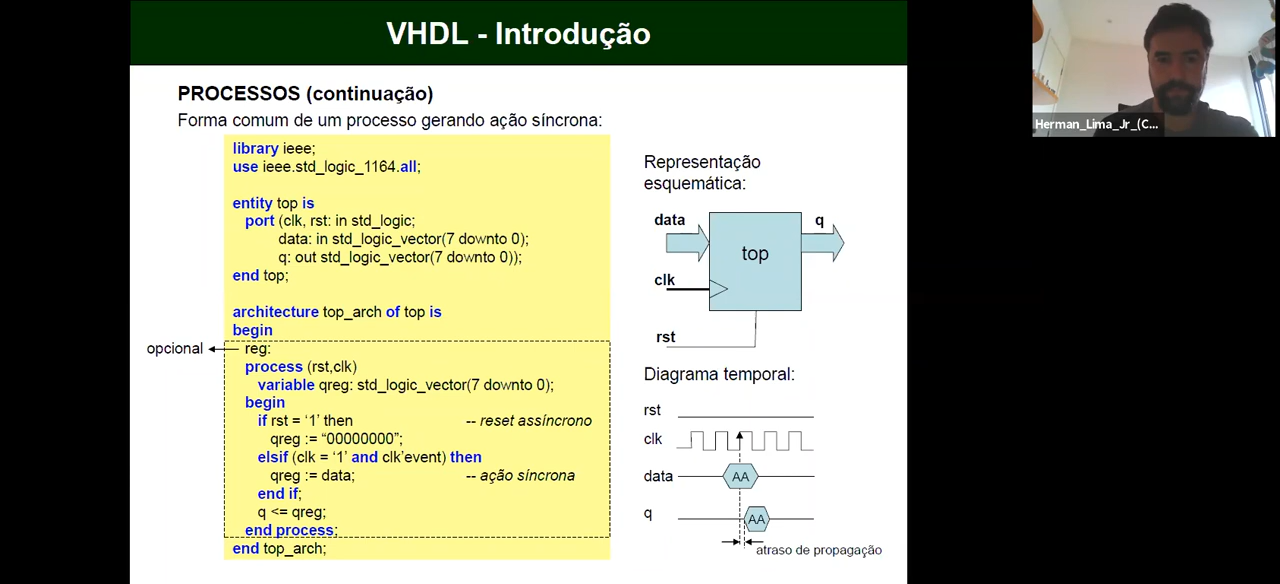 VHDL - Introdução
Herman_Lima_Jr_(C...
PROCESSOS (continuação)
Forma comum de um processo gerando ação síncrona:
library ieee;
use ieee.std_logic_1164.all;
entity top is
port (clk, rst: in std_logic;
data: in std_logic_vector(7 downto 0);
q: out std_logic_vector(7 downto 0));
end top;
architecture top_arch of top is
begin
opcional
reg:
process (rst,clk)
variable qreg: std_logic_vector(7 downto 0);
begin
if rst = ‘1’ then -- reset assíncrono
qreg := “00000000”;
elsif (clk = ‘1’ and clk’event) then
qreg := data; -- ação síncrona
end if;
q <= qreg;
end process;
end top_arch;
Representação
esquemática:
data
q
top
clk
rst
Diagrama temporal:
rst
clk
data
AA
q
AA
atraso de propagação